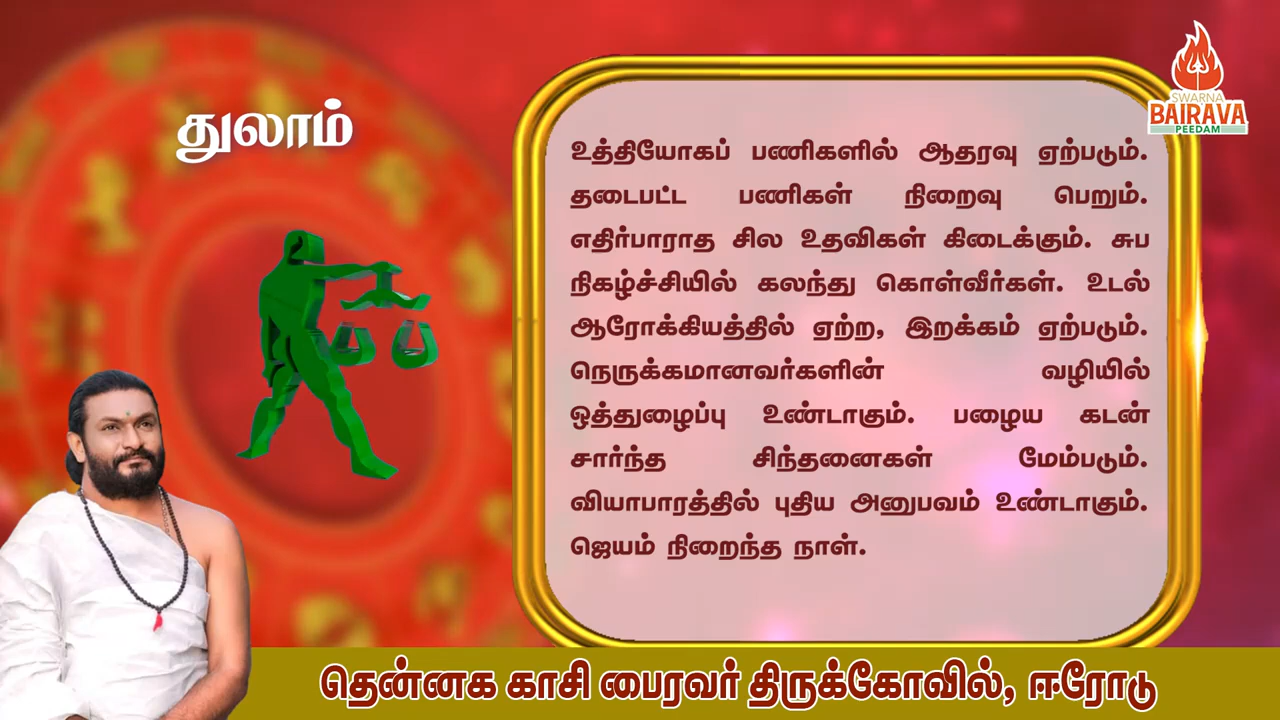 துலாம்
SWARNA
BAIRAVA
PEEDAM
உத்தியோகப் பணிகளில் ஆதரவு ஏற்படும்.
தடைபட்ட பணிகள் நிறைவு பெறும்.
எதிர்பாராத சில உதவிகள் கிடைக்கும். சுப
நிகழ்ச்சியில் கலந்து கொள்வீர்கள். உடல்
ஆரோக்கியத்தில் ஏற்ற, இறக்கம் ஏற்படும்.
நெருக்கமானவர்களின் வழியில்
ஒத்துழைப்பு உண்டாகும். பழைய கடன்
சார்ந்த சிந்தனைகள் மேம்படும்.
வியாபாரத்தில் புதிய அனுபவம் உண்டாகும்.
ஜெயம் நிறைந்த நாள்.
தென்னக காசி பைரவர் திருக்கோவில், ஈரோடு